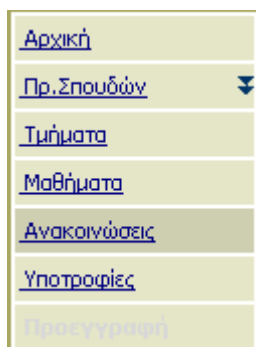 Αρχική
Πρ.Σπουδών
Τμήματα
Μαθήματα
Ανακοινώσεις
Υποτροφίες
Προεγγραφή